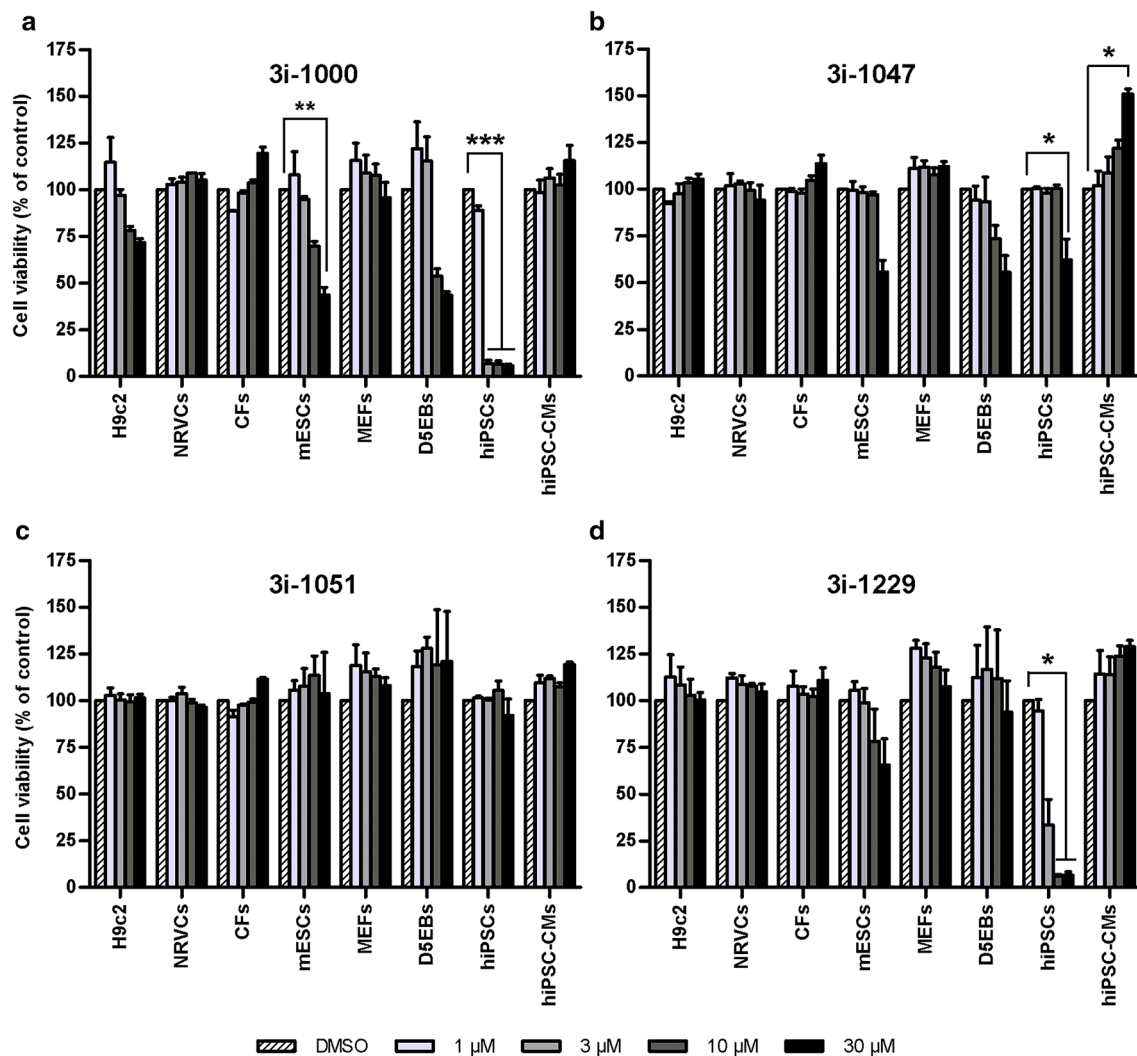 a
3i-1000
Cell viability (% of control)
175
150
125
100
75
50
25
0
**
***
H9c2
NRVCs
CFs
mESCs
MEFs
D5EBs
hiPSCs
hiPSC-CMs
b
3i-1047
175
150
125
100
75
50
25
0
*
*
H9c2
NRVCs
CFs
mESCs
MEFs
D5EBs
hiPSCs
hiPSC-CMs
c
3i-1051
Cell viability (% of control)
175
150
125
100
75
50
25
0
H9c2
NRVCs
CFs
mESCs
MEFs
D5EBs
hiPSCs
hiPSC-CMs
d
3i-1229
175
150
125
100
75
50
25
0
*
H9c2
NRVCs
CFs
mESCs
MEFs
D5EBs
hiPSCs
hiPSC-CMs
DMSO 1 µM 3 µM 10 µM 30 µM